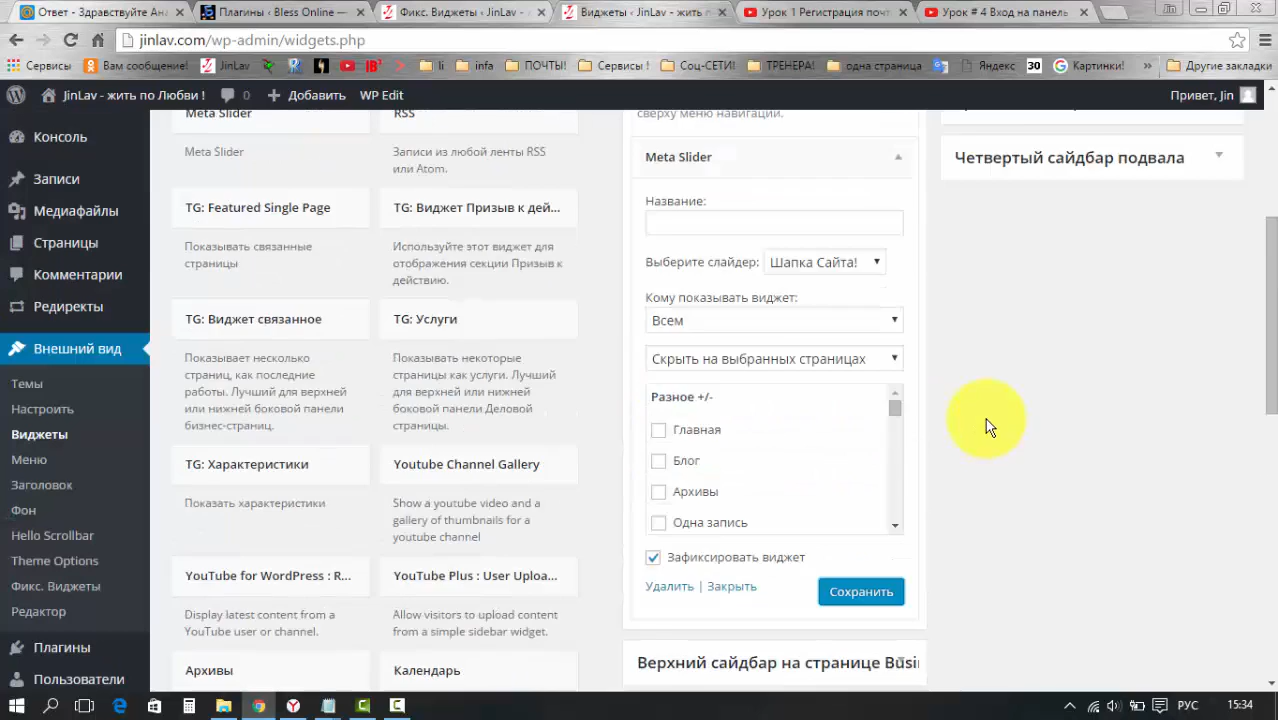 Ответ - Здравствуйте Ана
Плагины ‹ Bless Online —
Фикс. Виджеты ‹ JinLav —
Виджеты ‹ JinLav - жить п
Урок 1 Регистрация почт
Урок # 4 Вход на панель
jinlav.com/wp-admin/widgets.php
Сервисы
Вам сообщение!
JinLav
li
infa
ПОЧТЫ!
Сервисы !
Соц-СЕТИ!
ТРЕНЕРА!
одна страница
Яндекс
30
Картинки!
»
Другие закладки
JinLav - жить по Любви !
0
Добавить
WP Edit
Привет, Jin
Консоль
Записи
Медиафайлы
Страницы
Комментарии
Редиректы
Внешний вид
Темы
Настроить
Виджеты
Меню
Заголовок
Фон
Hello Scrollbar
Theme Options
Фикс. Виджеты
Редактор
Плагины
Пользователи
Meta Slider
Meta Slider
TG: Featured Single Page
Показывать связанные
страницы
TG: Виджет связанное
Показывает несколько
страниц, как последние
работы. Лучший для верхней
или нижней боковой панели
бизнес-страниц.
TG: Характеристики
Показать характеристики
YouTube for WordPress : R...
Display latest content from a
YouTube user or channel.
Архивы
RSS
Записи из любой ленты RSS
или Atom.
TG: Виджет Призыв к дей...
Используйте этот виджет для
отображения секции Призыв к
действию.
TG: Услуги
Показывать некоторые
страницы как услуги. Лучший
для верхней или нижней
боковой панели Деловой
страницы.
Youtube Channel Gallery
Show a youtube video and a
gallery of thumbnails for a
youtube channel
YouTube Plus : User Uploa...
Allow visitors to upload content
from a simple sidebar widget.
Календарь
сверху меню навигации.
Meta Slider
Название:
Выберите слайдер: Шапка Сайта!
Кому показывать виджет:
Всем
Скрыть на выбранных страницах
Разное +/-
Главная
Блог
Архивы
Одна запись
Зафиксировать виджет
Удалить | Закрыть
Сохранить
Верхний сайдбар на странице Busi
Четвертый сайдбар подвала
РУС
15:34